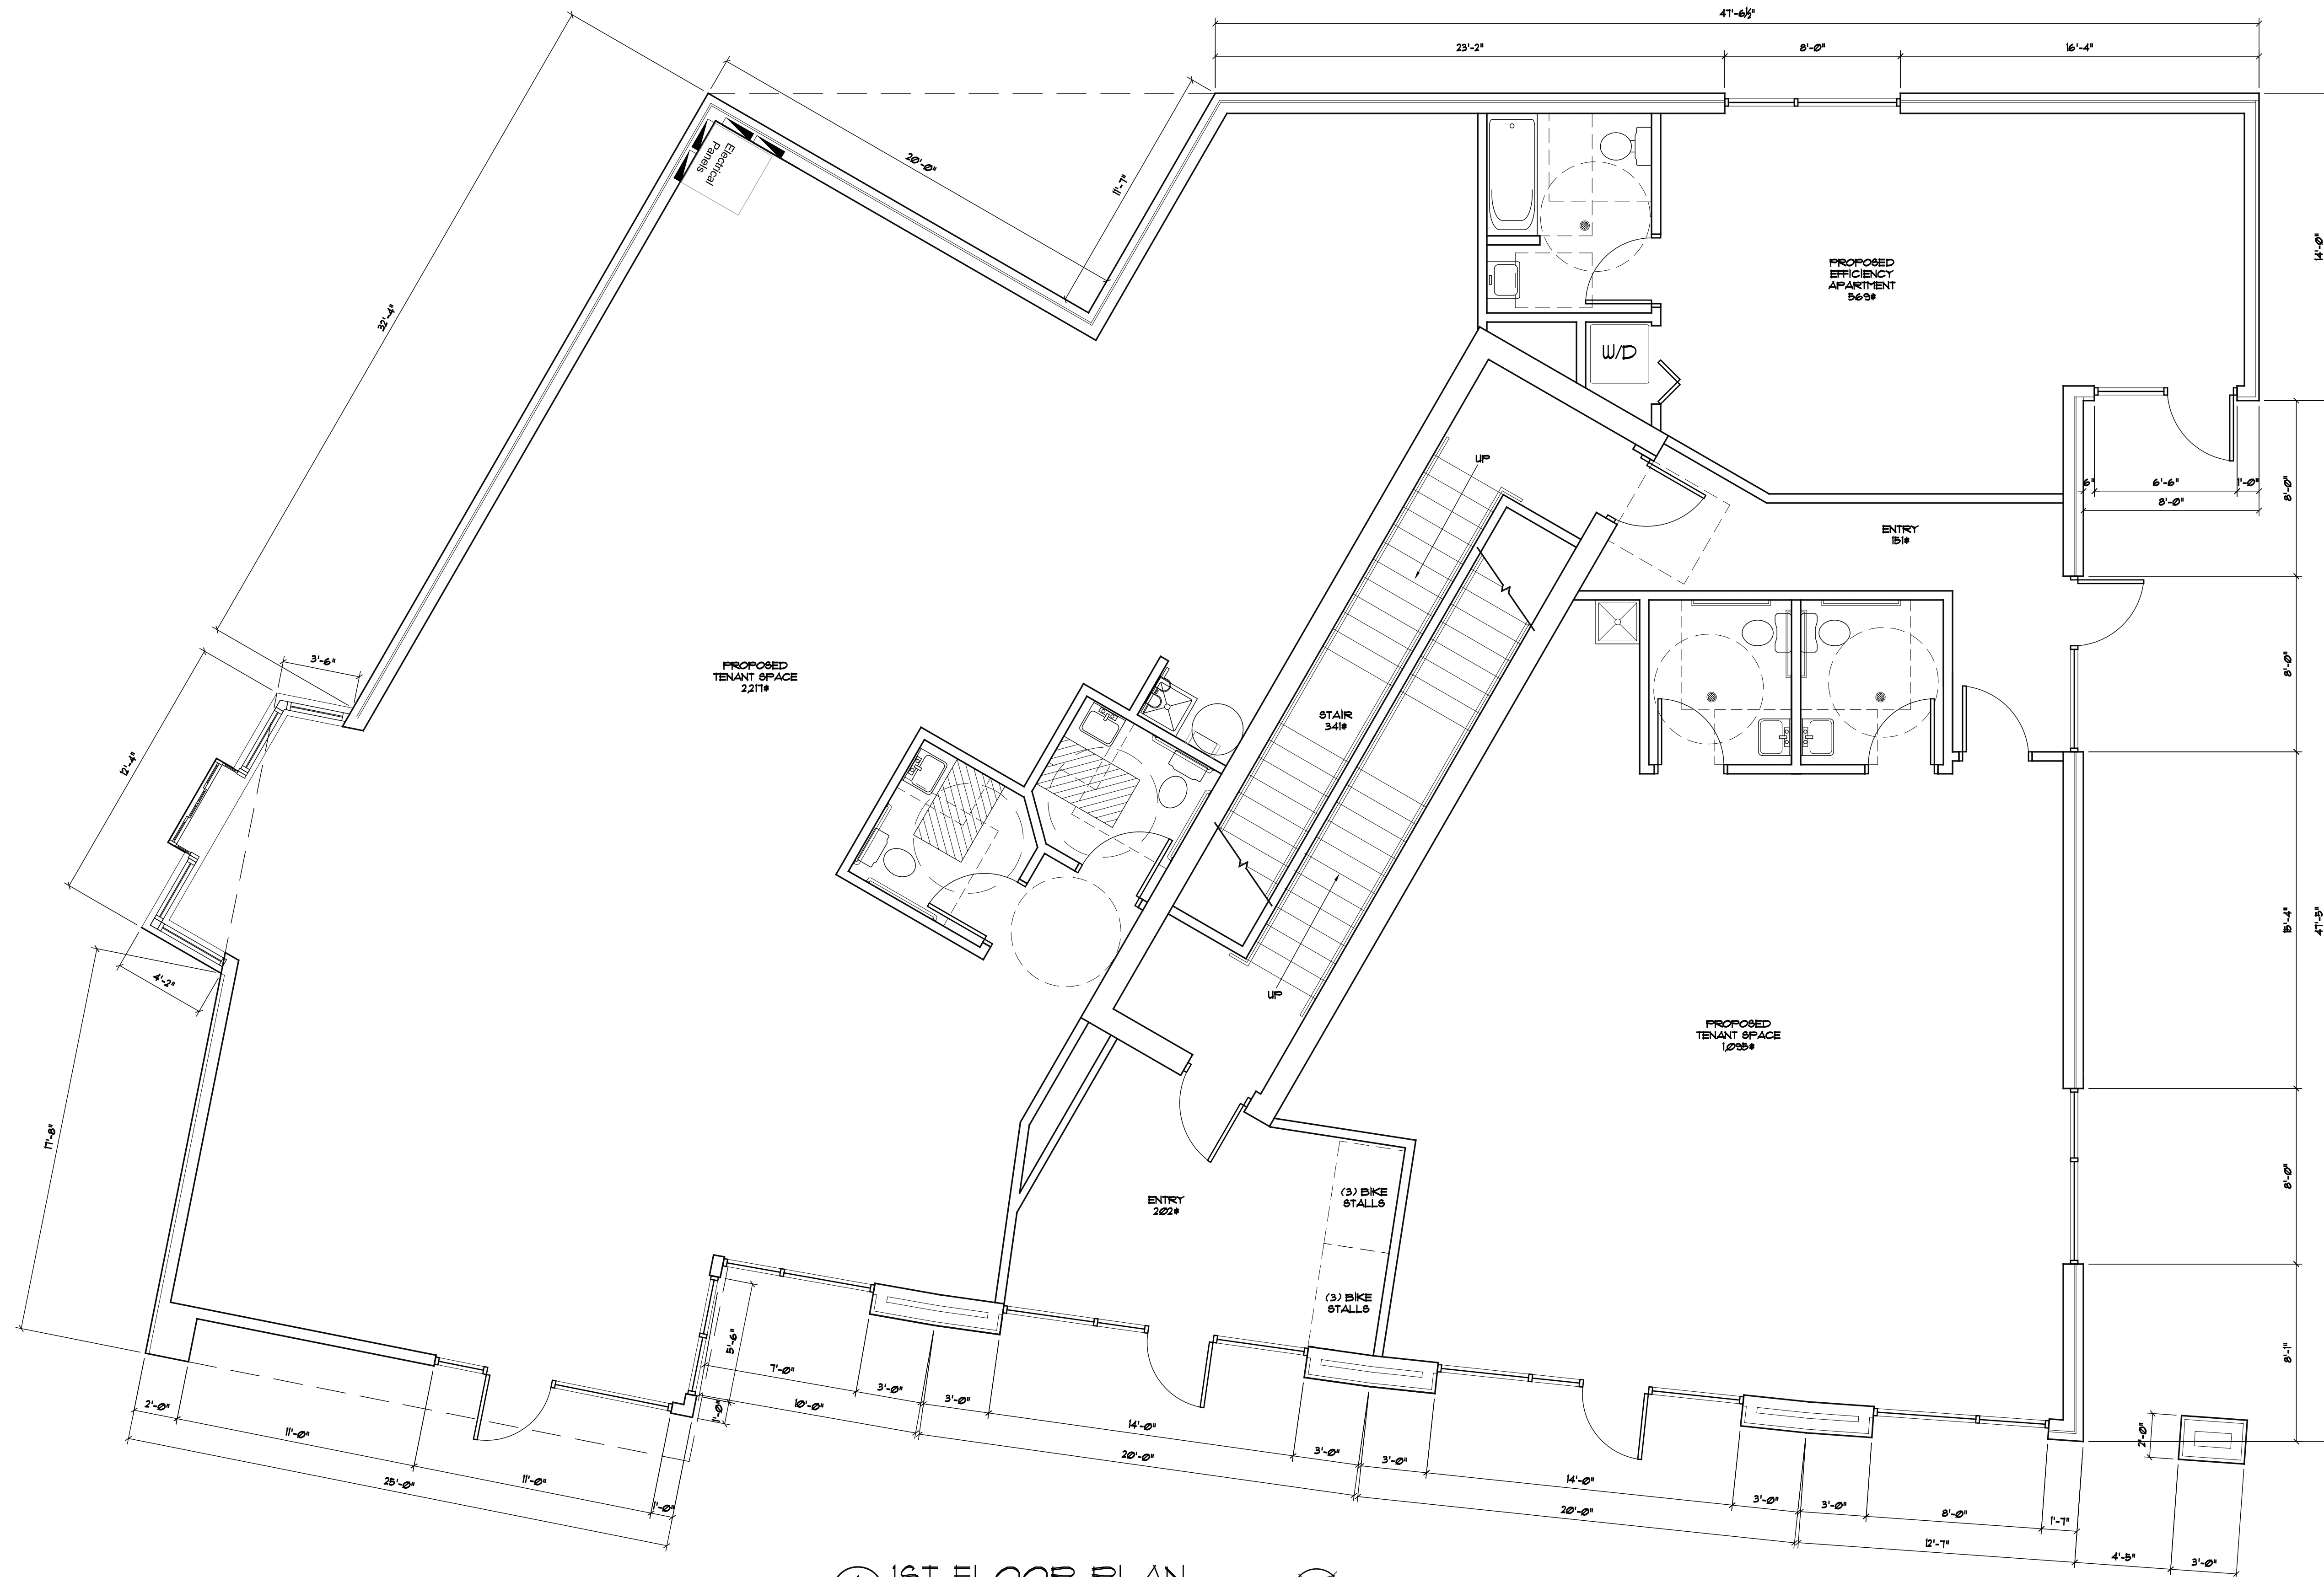 47'-6½"
23'-2"
8'-0"
16'-4"
20'-0"
11'-7"
Electrical
Panels
32'-4"
14'-0"
PROPOSED
EFFICIENCY
APARTMENT
569#
W/D
UP
6"
6'-6"
1'-0"
8'-0"
8'-0"
ENTRY
151#
3'-6"
PROPOSED
TENANT SPACE
2,217#
8'-0"
STAIR
341#
12'-4"
15'-4"
47'-5"
4'-2"
UP
PROPOSED
TENANT SPACE
1,095#
17'-8"
8'-0"
ENTRY
202#
(3) BIKE
STALLS
(3) BIKE
STALLS
5'-6"
8'-1"
7'-0"
3'-0"
3'-0"
2'-0"
10'-0"
1'-0"
11'-0"
14'-0"
2'-0"
11'-0"
25'-0"
1'-0"
20'-0"
3'-0"
3'-0"
14'-0"
3'-0"
3'-0"
8'-0"
1'-7"
20'-0"
12'-7"
4'-5"
3'-0"
1ST FLOOR PLAN